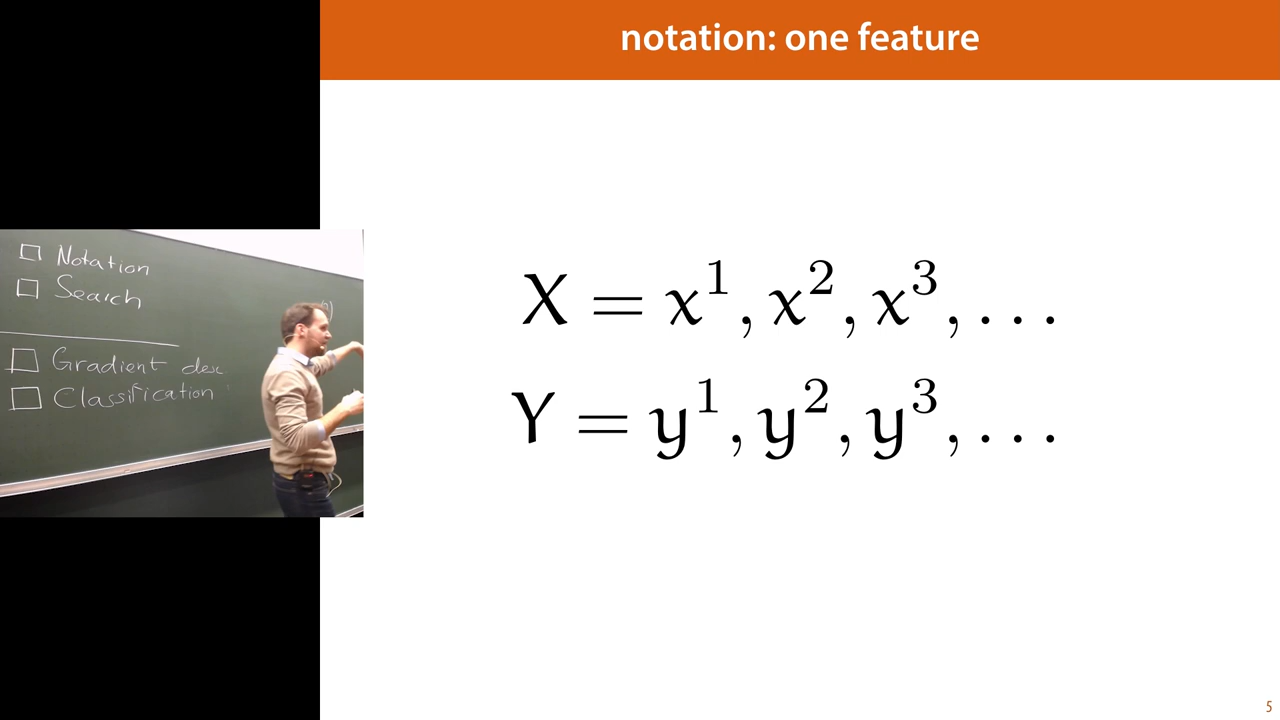 notation: one feature
Notation
Search
Gradient desc.
Classification
X = x¹, x², x³, . . .
Y = y¹, y², y³, . . .
5